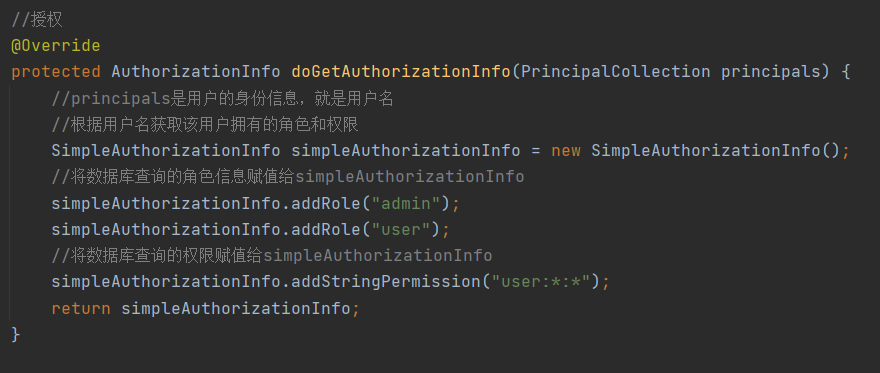 //授权
@Override
protected AuthorizationInfo doGetAuthorizationInfo(PrincipalCollection principals) {
    //principals是用户的身份信息，就是用户名
    //根据用户名获取该用户拥有的角色和权限
    SimpleAuthorizationInfo simpleAuthorizationInfo = new SimpleAuthorizationInfo();
    //将数据库查询的角色信息赋值给simpleAuthorizationInfo
    simpleAuthorizationInfo.addRole("admin");
    simpleAuthorizationInfo.addRole("user");
    //将数据库查询的权限赋值给simpleAuthorizationInfo
    simpleAuthorizationInfo.addStringPermission("user:*:*");
    return simpleAuthorizationInfo;
}